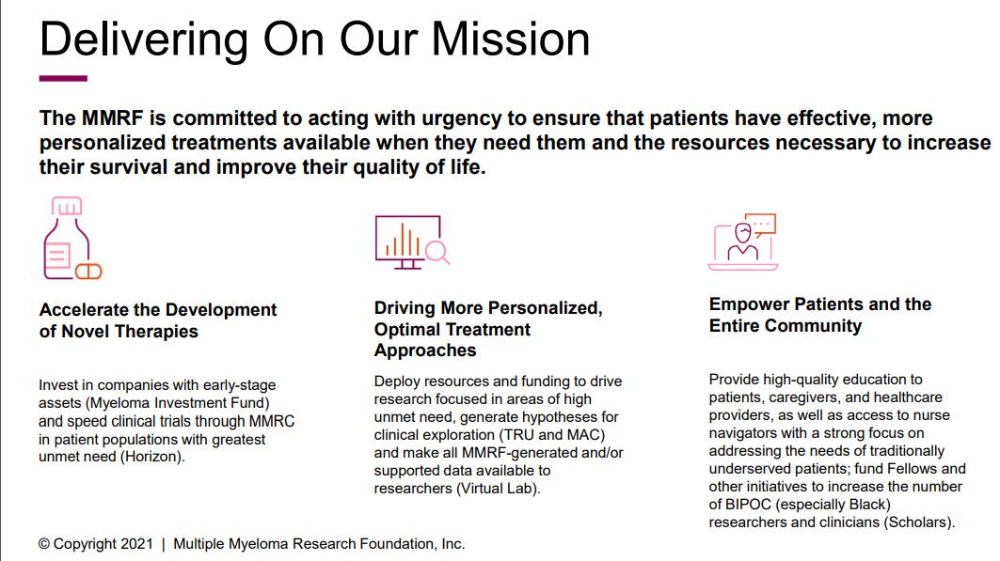 Delivering On Our Mission
The MMRF is committed to acting with urgency to ensure that patients have effective, more
personalized treatments available when they need them and the resources necessary to increase
their survival and improve their quality of life.
Accelerate the Development
of Novel Therapies
Invest in companies with early-stage
assets (Myeloma Investment Fund)
and speed clinical trials through MMRC
in patient populations with greatest
unmet need (Horizon).
Driving More Personalized,
Optimal Treatment
Approaches
Deploy resources and funding to drive
research focused in areas of high
unmet need, generate hypotheses for
clinical exploration (TRU and MAC)
and make all MMRF-generated and/or
supported data available to
researchers (Virtual Lab).
Empower Patients and the
Entire Community
Provide high-quality education to
patients, caregivers, and healthcare
providers, as well as access to nurse
navigators with a strong focus on
addressing the needs of traditionally
underserved patients; fund Fellows and
other initiatives to increase the number
of BIPOC (especially Black)
researchers and clinicians (Scholars).
© Copyright 2021 | Multiple Myeloma Research Foundation, Inc.